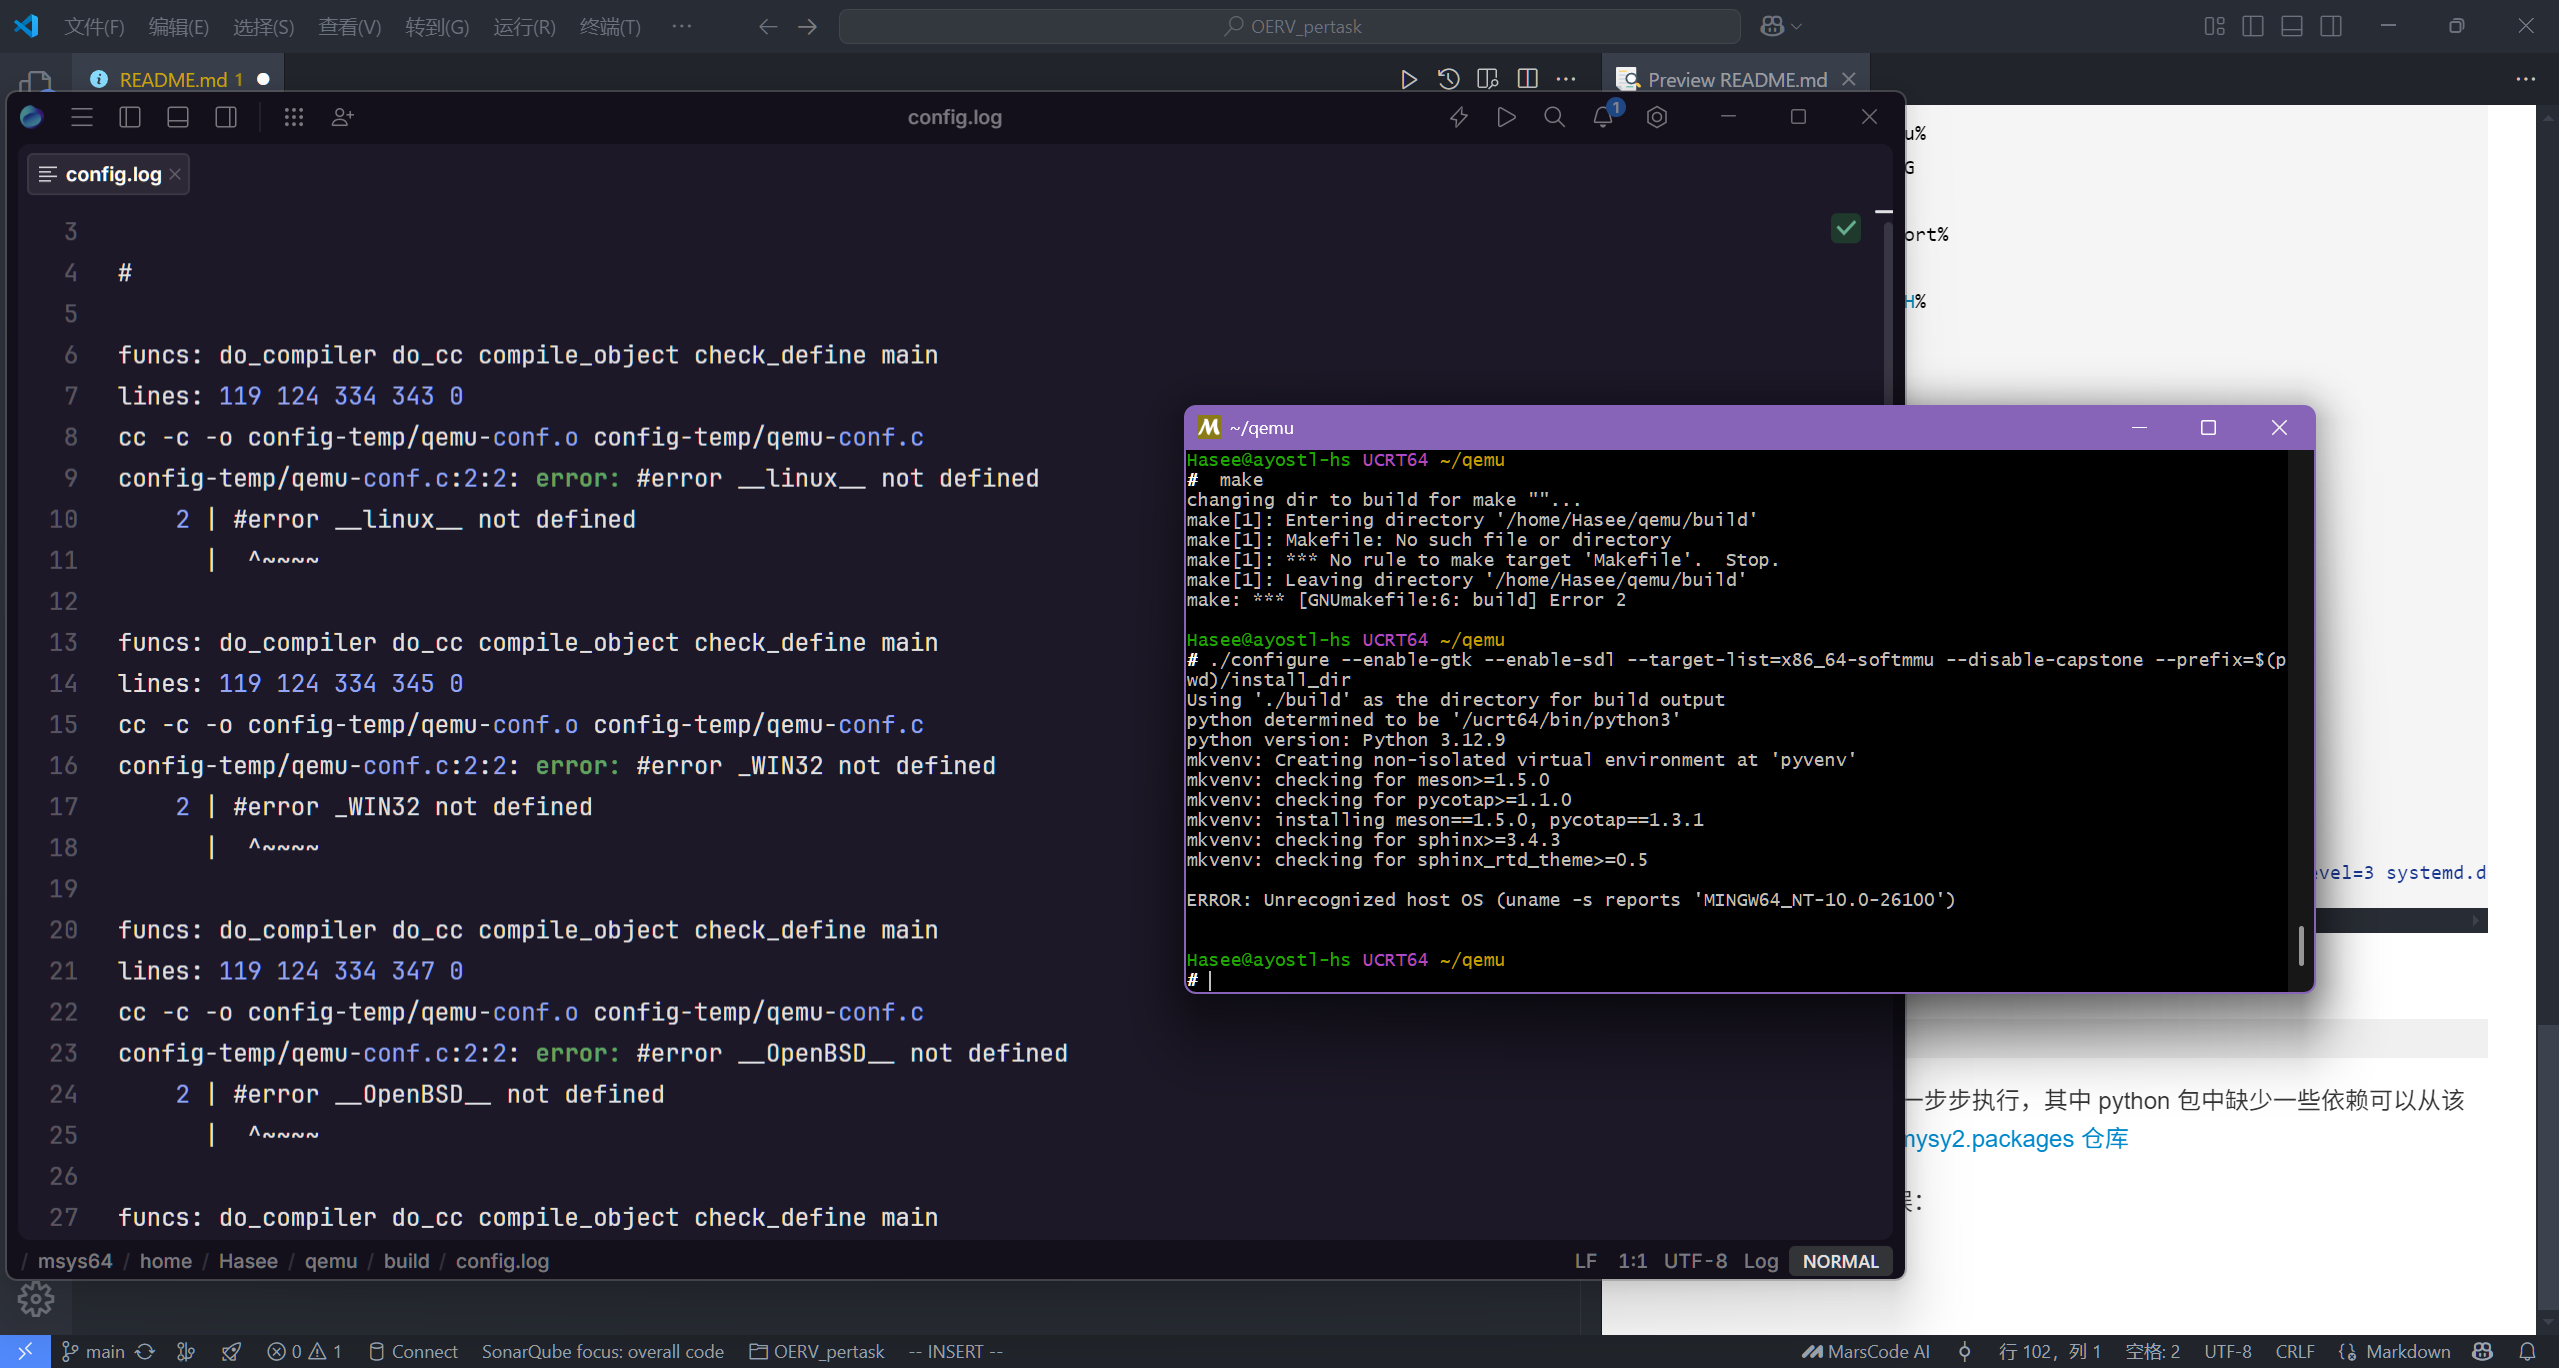 文件(F) 编辑(E) 选择(S) 查看(V) 转到(G) 运行(R) 终端(T) ··· OERV_pertask
README.md 1
Preview README.md
config.log
1
config.log
3
4 #
5
6 funcs: do_compiler do_cc compile_object check_define main
7 lines: 119 124 334 343 0
8 cc -c -o config-temp/qemu-conf.o config-temp/qemu-conf.c
9 config-temp/qemu-conf.c:2:2: error: #error __linux__ not defined
10 2 | #error __linux__ not defined
11 | ^~~~~
12
13 funcs: do_compiler do_cc compile_object check_define main
14 lines: 119 124 334 345 0
15 cc -c -o config-temp/qemu-conf.o config-temp/qemu-conf.c
16 config-temp/qemu-conf.c:2:2: error: #error _WIN32 not defined
17 2 | #error _WIN32 not defined
18 | ^~~~~
19
20 funcs: do_compiler do_cc compile_object check_define main
21 lines: 119 124 334 347 0
22 cc -c -o config-temp/qemu-conf.o config-temp/qemu-conf.c
23 config-temp/qemu-conf.c:2:2: error: #error __OpenBSD__ not defined
24 2 | #error __OpenBSD__ not defined
25 | ^~~~~
26
27 funcs: do_compiler do_cc compile_object check_define main
/ msys64 / home / Hasee / qemu / build / config.log
LF 1:1 UTF-8 Log NORMAL
u%
G
ort%
H%
~/qemu
Hasee@ayostl-hs UCRT64 ~/qemu
# make
changing dir to build for make ""...
make[1]: Entering directory '/home/Hasee/qemu/build'
make[1]: Makefile: No such file or directory
make[1]: *** No rule to make target 'Makefile'.  Stop.
make[1]: Leaving directory '/home/Hasee/qemu/build'
make: *** [GNUmakefile:6: build] Error 2
Hasee@ayostl-hs UCRT64 ~/qemu
# ./configure --enable-gtk --enable-sdl --target-list=x86_64-softmmu --disable-capstone --prefix=$(p
wd)/install_dir
Using './build' as the directory for build output
python determined to be '/ucrt64/bin/python3'
python version: Python 3.12.9
mkvenv: Creating non-isolated virtual environment at 'pyvenv'
mkvenv: checking for meson>=1.5.0
mkvenv: checking for pycotap>=1.1.0
mkvenv: installing meson==1.5.0, pycotap==1.3.1
mkvenv: checking for sphinx>=3.4.3
mkvenv: checking for sphinx_rtd_theme>=0.5
ERROR: Unrecognized host OS (uname -s reports 'MINGW64_NT-10.0-26100')
Hasee@ayostl-hs UCRT64 ~/qemu
#
vel=3 systemd.d
一步步执行，其中 python 包中缺少一些依赖可以从该
mysy2.packages 仓库
：
main 0 1 Connect SonarQube focus: overall code OERV_pertask -- INSERT --
MarsCode AI 行 102，列 1 空格: 2 UTF-8 CRLF Markdown